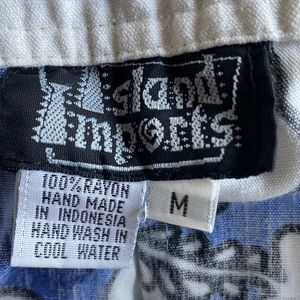 Island
Imports
100% RAYON
HAND MADE
IN INDONESIA
HAND WASH IN
COOL WATER
M